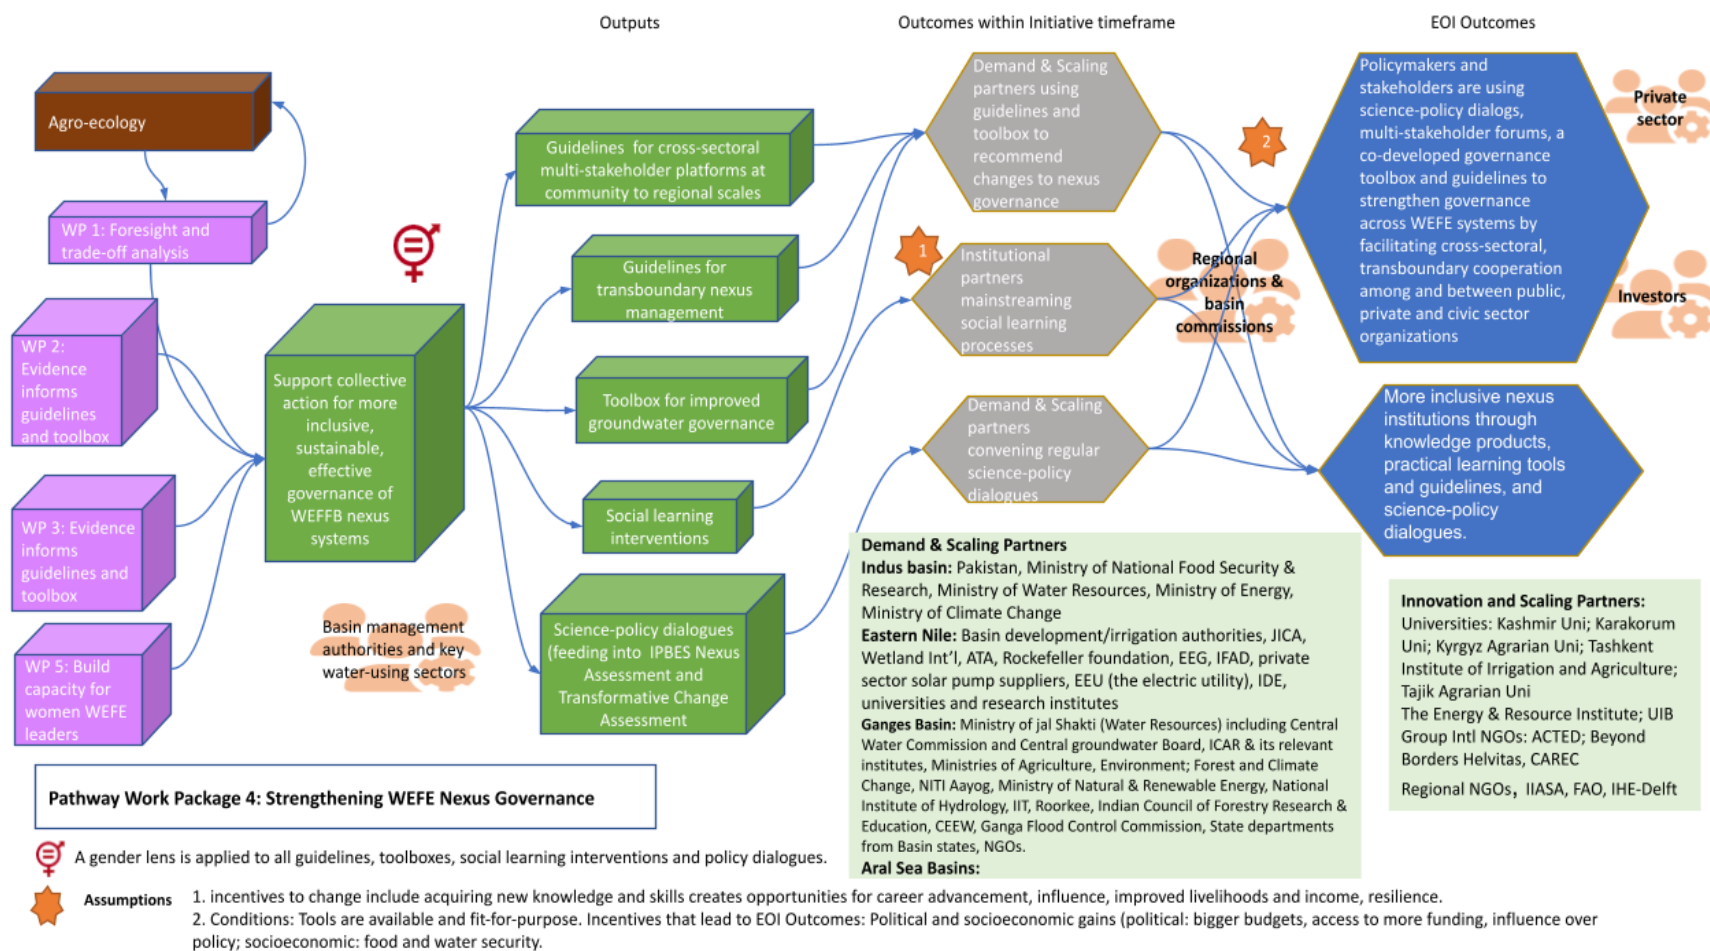 Outputs
Outcomes within Initiative timeframe
EOI Outcomes
Agro-ecology
WP 1: Foresight and
trade-off analysis
WP 2:
Evidence
informs
guidelines
and toolbox
WP 3: Evidence
informs
guidelines and
toolbox
WP 5: Build
capacity for
women WEFE
leaders
Support collective
action for more
inclusive,
sustainable,
effective
governance of
WEFFB nexus
systems
Basin management
authorities and key
water-using sectors
Guidelines for cross-sectoral
multi-stakeholder platforms at
community to regional scales
Guidelines for
transboundary nexus
management
Toolbox for improved
groundwater governance
Social learning
interventions
Science-policy dialogues
(feeding into IPBES Nexus
Assessment and
Transformative Change
Assessment
Demand & Scaling
partners using
guidelines and
toolbox to
recommend
changes to nexus
governance
1
Institutional
partners
mainstreaming
social learning
processes
Demand & Scaling
partners
convening regular
science-policy
dialogues
Regional
organizations &
basin
commissions
2
Policymakers and
stakeholders are using
science-policy dialogs,
multi-stakeholder forums, a
co-developed governance
toolbox and guidelines to
strengthen governance
across WEFE systems by
facilitating cross-sectoral,
transboundary cooperation
among and between public,
private and civic sector
organizations
Private
sector
Investors
More inclusive nexus
institutions through
knowledge products,
practical learning tools
and guidelines, and
science-policy
dialogues.
Demand & Scaling Partners
Indus basin: Pakistan, Ministry of National Food Security &
Research, Ministry of Water Resources, Ministry of Energy,
Ministry of Climate Change
Eastern Nile: Basin development/irrigation authorities, JICA,
Wetland Int'l, ATA, Rockefeller foundation, EEG, IFAD, private
sector solar pump suppliers, EEU (the electric utility), IDE,
universities and research institutes
Ganges Basin: Ministry of jal Shakti (Water Resources) including Central
Water Commission and Central groundwater Board, ICAR & its relevant
institutes, Ministries of Agriculture, Environment; Forest and Climate
Change, NITI Aayog, Ministry of Natural & Renewable Energy, National
Institute of Hydrology, IIT, Roorkee, Indian Council of Forestry Research &
Education, CEEW, Ganga Flood Control Commission, State departments
from Basin states, NGOs.
Aral Sea Basins:
Innovation and Scaling Partners:
Universities: Kashmir Uni; Karakorum
Uni; Kyrgyz Agrarian Uni; Tashkent
Institute of Irrigation and Agriculture;
Tajik Agrarian Uni
The Energy & Resource Institute; UIB
Group Intl NGOs: ACTED; Beyond
Borders Helvitas, CAREC
Regional NGOs, IIASA, FAO, IHE-Delft
Pathway Work Package 4: Strengthening WEFE Nexus Governance
A gender lens is applied to all guidelines, toolboxes, social learning interventions and policy dialogues.
Assumptions
1. incentives to change include acquiring new knowledge and skills creates opportunities for career advancement, influence, improved livelihoods and income, resilience.
2. Conditions: Tools are available and fit-for-purpose. Incentives that lead to EOI Outcomes: Political and socioeconomic gains (political: bigger budgets, access to more funding, influence over
policy; socioeconomic: food and water security.